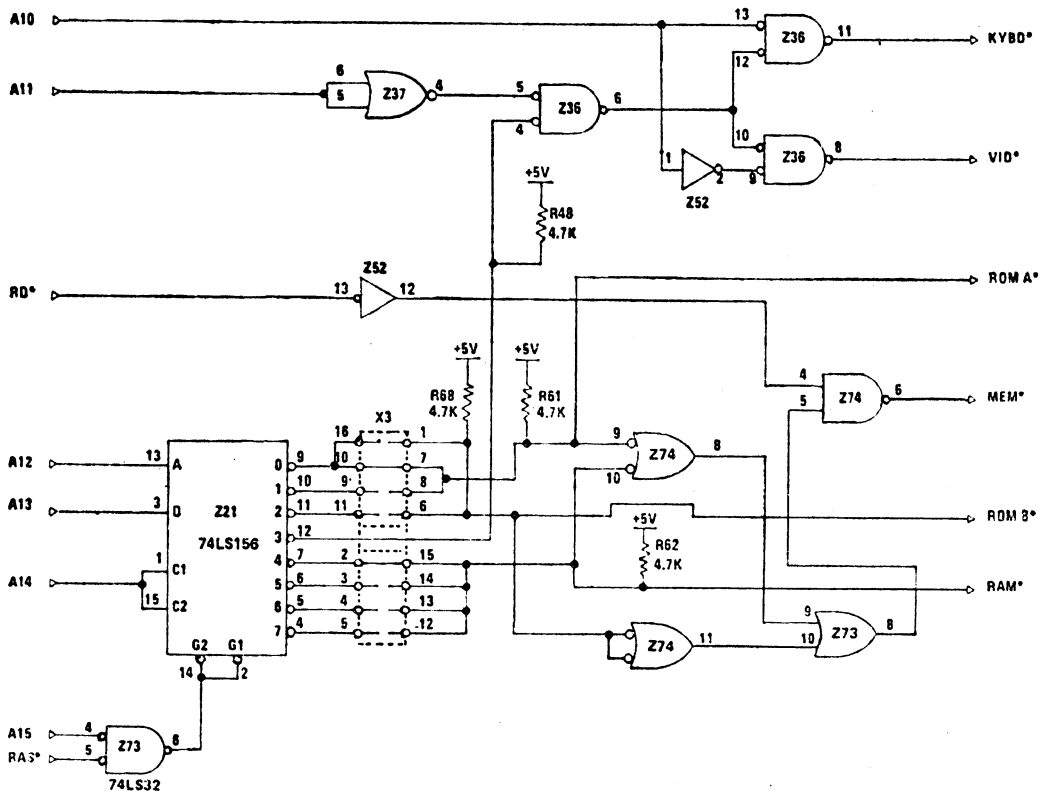 A10
13
Z36
11
KYBD*
12
A11
6
5
Z37
4
5
4
Z36
6
10
9
Z36
8
VID*
1
2
Z52
+5V
R48
4.7K
Z52
RD*
13
12
ROM A*
+5V
R68
4.7K
+5V
R61
4.7K
4
5
Z74
6
MEM*
X3
A12
13
A
0
9
16
1
10
7
9
10
Z74
8
1
10
9
8
A13
3
D
Z21
2
11
11
6
74LS156
3
12
+5V
R62
4.7K
ROM B*
A14
1
C1
15
C2
4
7
2
15
RAM*
5
6
3
14
6
5
4
13
7
4
5
12
G2
G1
14
2
Z74
11
9
10
Z73
8
A15
4
RAS*
5
Z73
6
74LS32